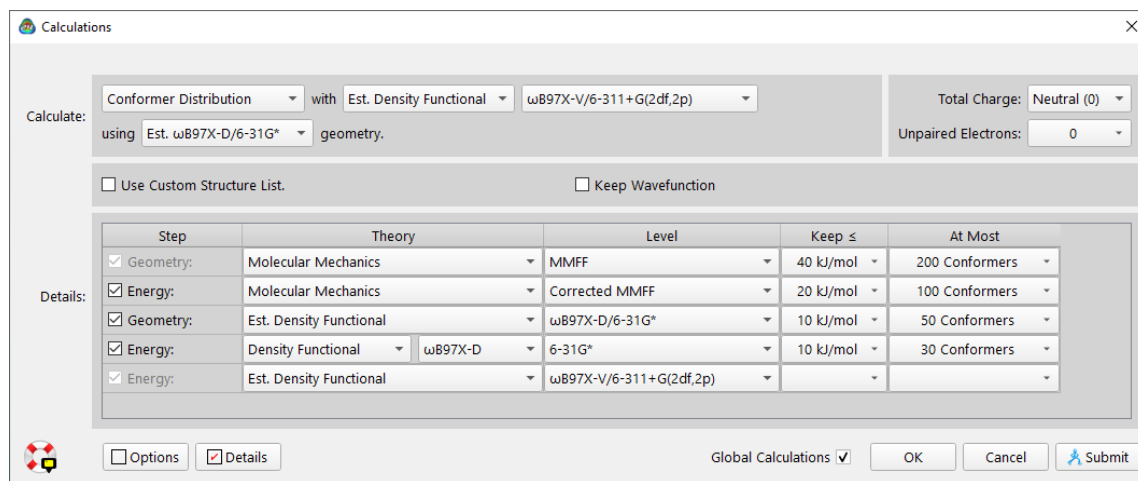 Calculations
Calculate: Conformer Distribution with Est. Density Functional ωB97X-V/6-311+G(2df,2p) Total Charge: Neutral (0)
using Est. ωB97X-D/6-31G* geometry. Unpaired Electrons: 0
Use Custom Structure List. Keep Wavefunction
Details:
Step Theory Level Keep ≤ At Most
Geometry: Molecular Mechanics MMFF 40 kJ/mol 200 Conformers
Energy: Molecular Mechanics Corrected MMFF 20 kJ/mol 100 Conformers
Geometry: Est. Density Functional ωB97X-D/6-31G* 10 kJ/mol 50 Conformers
Energy: Density Functional ωB97X-D 6-31G* 10 kJ/mol 30 Conformers
Energy: Est. Density Functional ωB97X-V/6-311+G(2df,2p)
Options Details Global Calculations OK Cancel Submit